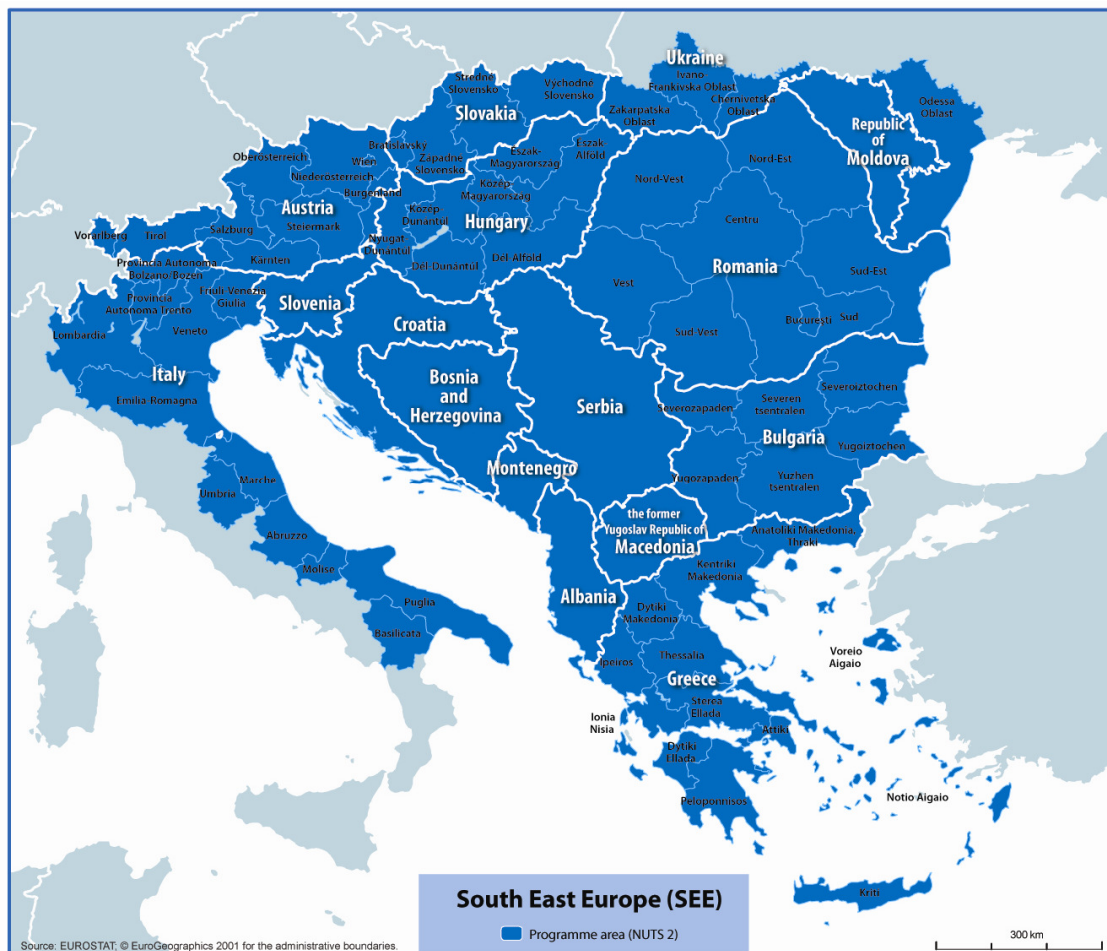 Ukraine
Ivano
Frankivska Oblast
Chernivetska
Oblast
Zakarpatska
Oblast
Odessa
Oblast
Stredné
Slovensko
Východné
Slovensko
Slovakia
Bratislavský
Západné
Slovensko
Republic
of
Moldova
Oberösterreich
Wien
Niederösterreich
Burgenland
Austria
Salzburg
Steiermark
Vorarlberg
Tirol
Kärnten
Észak-
Magyarország
Észak-
Alföld
Közép
Magyarország
Közép
Dunántúl
Hungary
Nyugat
Dunántúl
Dél-Dunántúl
Dél-Alföld
Nord-Est
Nord-Vest
Centru
Romania
Sud-Est
Vest
Bucureşti
Sud
Sud-Vest
Provincia Autonoma
Bolzano-Bozen
Friuli-Venezia
Giulia
Provincia
Autonoma Trento
Lombardia
Veneto
Italy
Emilia-Romagna
Slovenia
Croatia
Bosnia
and
Herzegovina
Serbia
Montenegro
Severoiztochen
Severen
tsentralen
Severozapaden
Bulgaria
Yugoiztochen
Yugozapaden
Yuzhen
tsentralen
Marche
Umbria
Abruzzo
Molise
Puglia
Basilicata
the former
Yugoslav Republic of
Macedonia
Anatoliki Makedonia,
Thraki
Kentriki
Makedonia
Albania
Dytiki
Makedonia
Ipeiros
Thessalia
Greece
Voreio
Aigaio
Sterea
Ellada
Ionia
Nisia
Attiki
Dytiki
Ellada
Peloponnisos
Notio Aigaio
Kriti
South East Europe (SEE)
Programme area (NUTS 2)
Source: EUROSTAT; © EuroGeographics 2001 for the administrative boundaries.
300 km